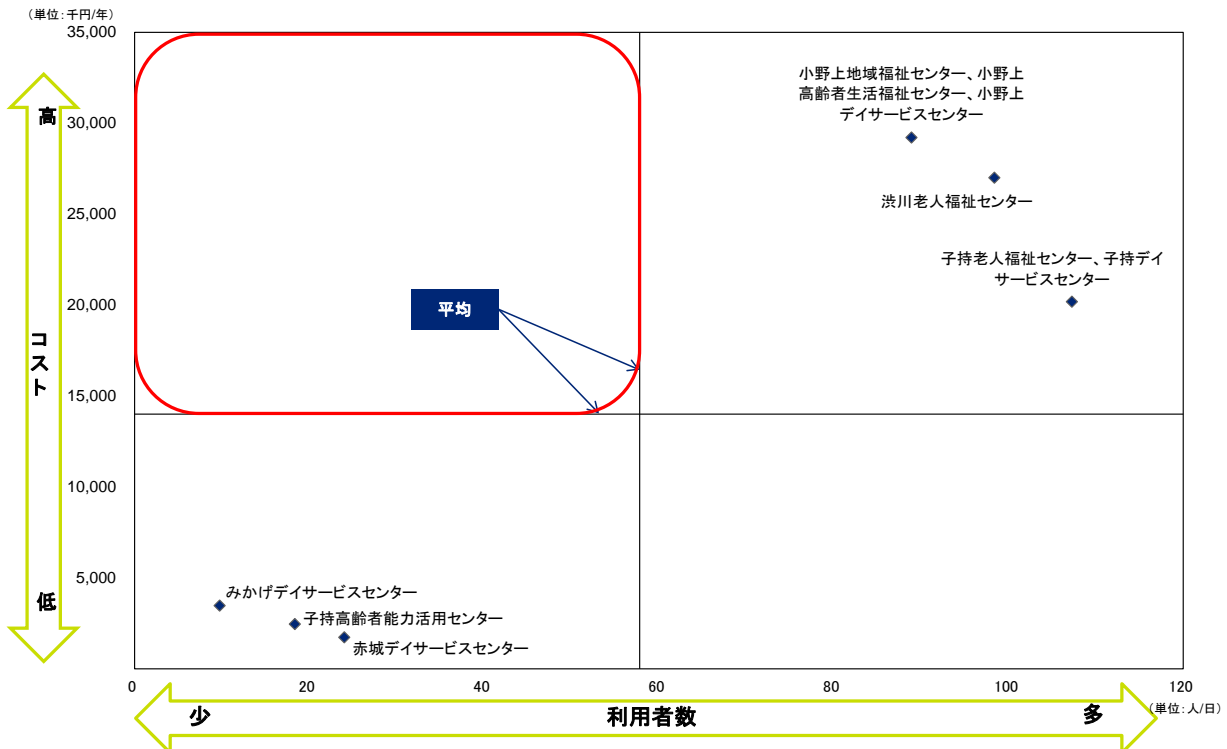 (単位:千円/年)
35,000
30,000
25,000
20,000
15,000
10,000
5,000
高
コスト
低
小野上地域福祉センター、小野上
高齢者生活福祉センター、小野上
デイサービスセンター
渋川老人福祉センター
子持老人福祉センター、子持デイ
サービスセンター
平均
みかげデイサービスセンター
子持高齢者能力活用センター
赤城デイサービスセンター
0
20
40
60
80
100
120
少
利用者数
多
(単位:人/日)